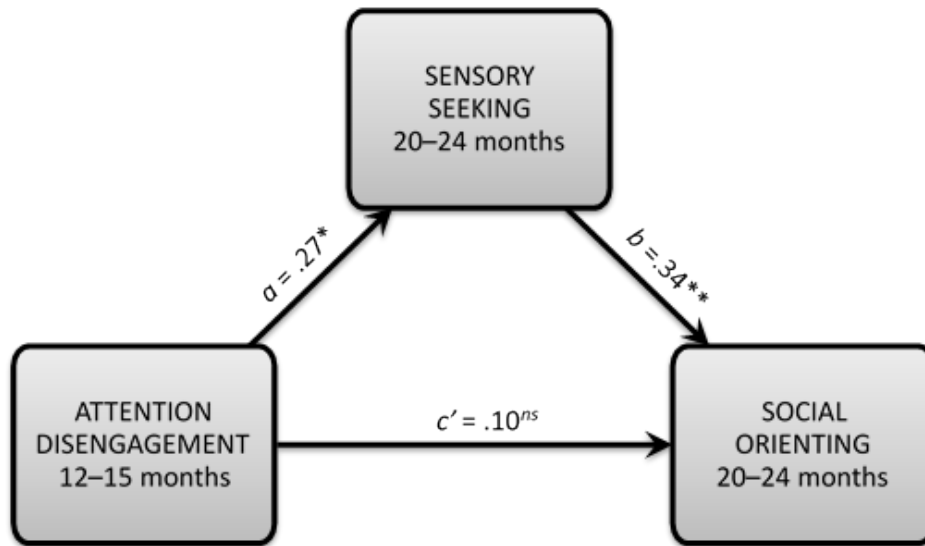 SENSORY
SEEKING
20–24 months
a = .27*
b =.34**
ATTENTION
DISENGAGEMENT
12–15 months
c′ = .10ns
SOCIAL
ORIENTING
20–24 months